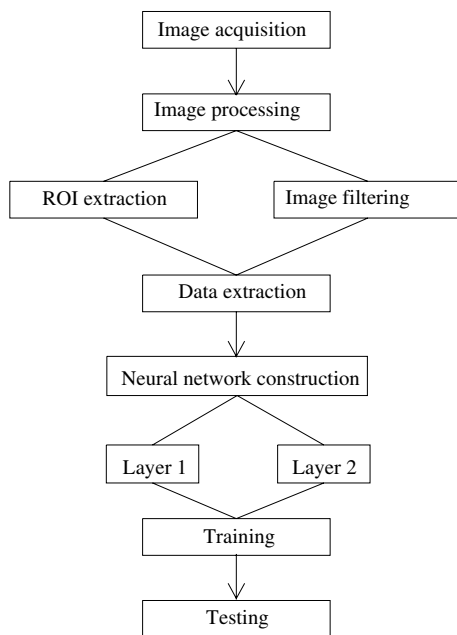 Image acquisition
Image processing
ROI extraction
Image filtering
Data extraction
Neural network construction
Layer 1
Layer 2
Training
Testing